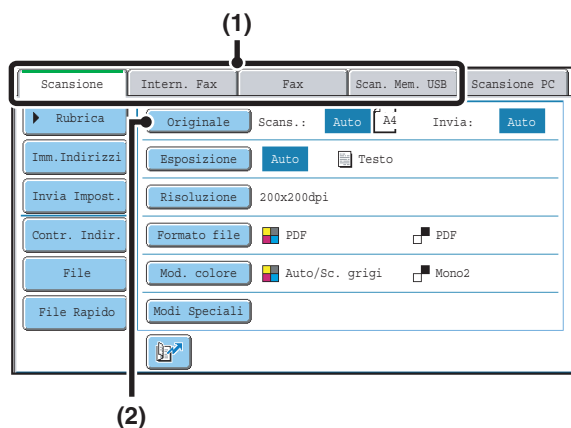 (1)
Scansione Intern. Fax Fax Scan. Mem. USB Scansione PC
Rubrica Originale Scans.: Auto A4 Invia: Auto
Imm.Indirizzi Esposizione Auto Testo
Invia Impost. Risoluzione 200x200dpi
Contr. Indir. Formato file PDF PDF
File Mod. colore Auto/Sc. grigi Mono2
File Rapido Modi Speciali
(2)